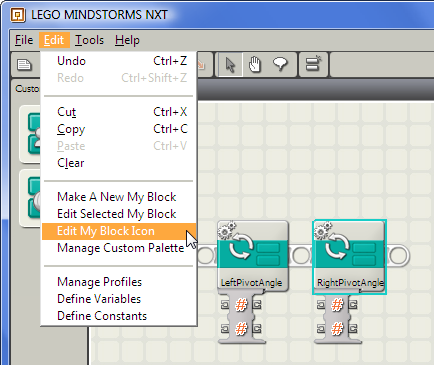 LEGO MINDSTORMS NXT
File Edit Tools Help
Undo Ctrl+Z
Redo Ctrl+Shift+Z
Custo
Cut Ctrl+X
Copy Ctrl+C
Paste Ctrl+V
Clear
Make A New My Block
Edit Selected My Block
Edit My Block Icon
Manage Custom Palette
Manage Profiles
Define Variables
Define Constants
LeftPivotAngle RightPivotAngle
# #
# #